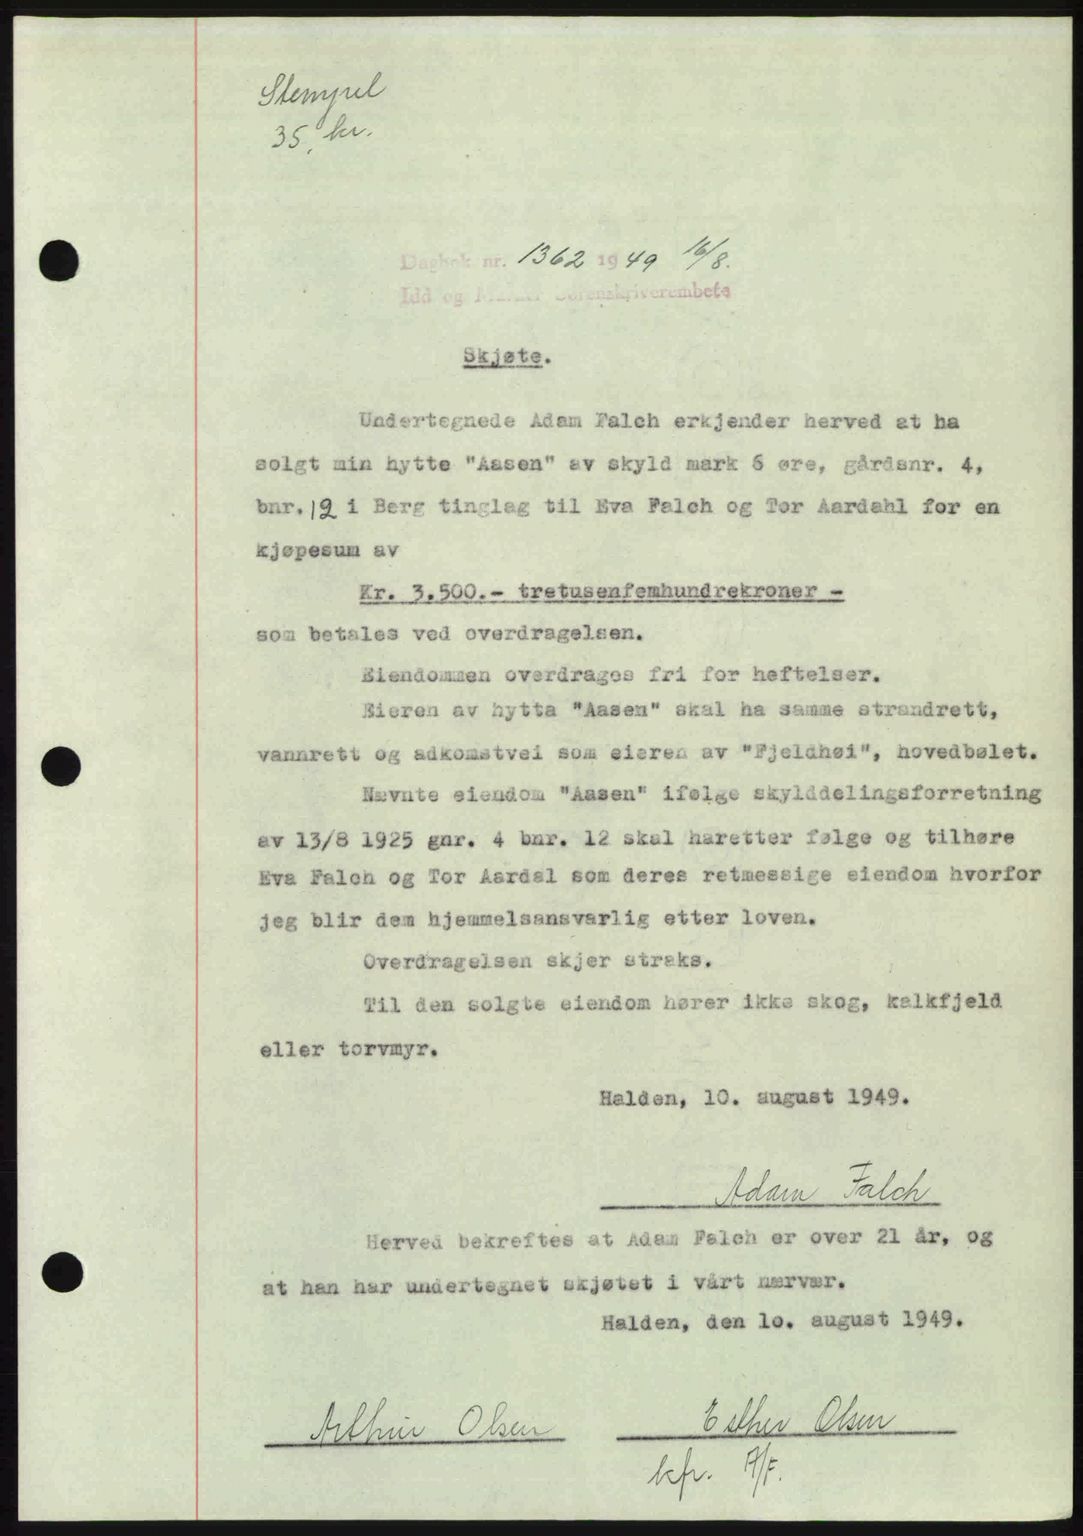 Stempel
35, kr.
Dagbok nr. 1362 1949 16/8.
Idd og Marker Sorenskriverembete
Skjøte.
Undertegnede Adam Falch erkjender herved at ha
solgt min hytte "Aasen" av skyld mark 6 øre, gårdsnr. 4,
bnr. 12 i Berg tinglag til Eva Falch og Tor Aardahl for en
kjøpesum av
Kr. 3.500.- tretusenfemhundrekroner -
som betales ved overdragelsen.
Eiendommen overdrages fri for heftelser.
Eieren av hytta "Aasen" skal ha samme strandrett,
vannrett og adkomstvei som eieren av "Fjeldhøi", hovedbølet.
Nævnte eiendom "Aasen" ifølge skylddelingsforretning
av 13/8 1925 gnr. 4 bnr. 12 skal haretter følge og tilhøre
Eva Falch og Tor Aardal som deres retmessige eiendom hvorfor
jeg blir dem hjemmelsansvarlig etter loven.
Overdragelsen skjer straks.
Til den solgte eiendom hører ikke skog, kalkfjeld
eller torvmyr.
Halden, 10. august 1949.
Adam Falch
Herved bekreftes at Adam Falch er over 21 år, og
at han har undertegnet skjøtet i vårt nærvær.
Halden, den 10. august 1949.
Arthur Olsen Esther Olsen
kfr. A/F.